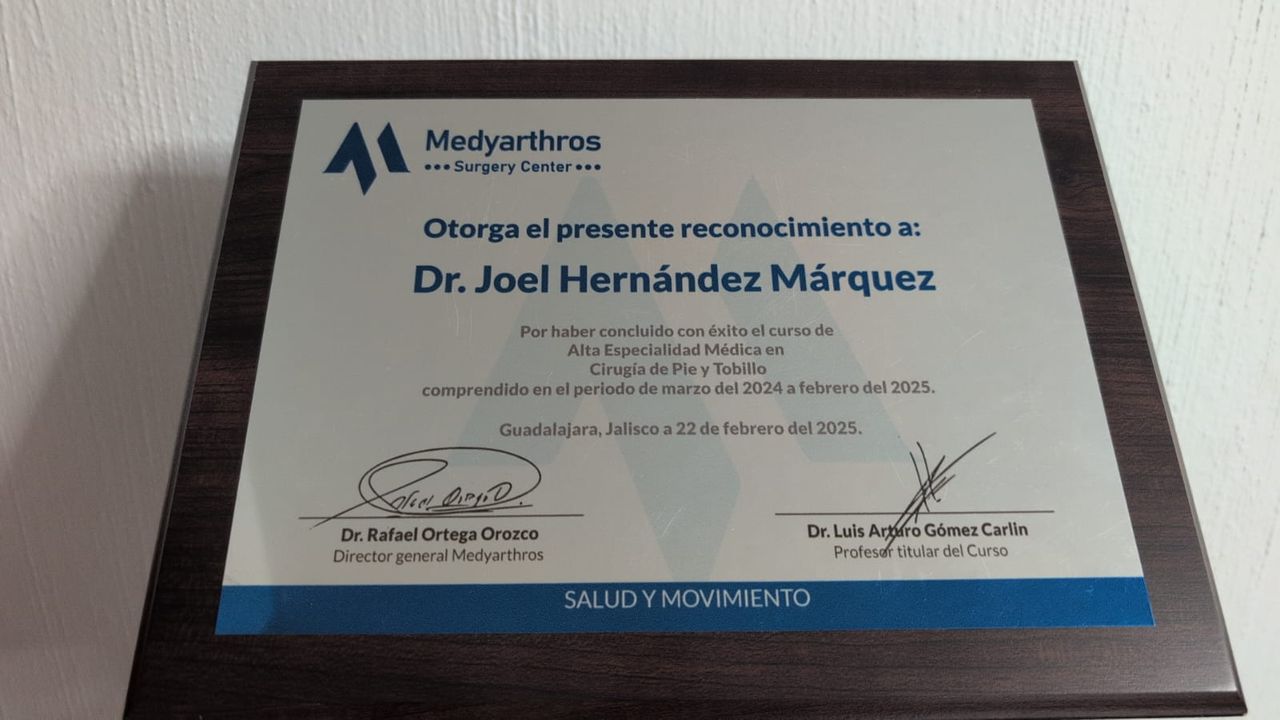 Medyarthros
••• Surgery Center •••
Otorga el presente reconocimiento a:
Dr. Joel Hernández Márquez
Por haber concluido con éxito el curso de
Alta Especialidad Médica en
Cirugía de Pie y Tobillo
comprendido en el periodo de marzo del 2024 a febrero del 2025.
Guadalajara, Jalisco a 22 de febrero del 2025.
Rafael Ortega O.
Dr. Rafael Ortega Orozco
Director general Medyarthros
Dr. Luis Arturo Gómez Carlin
Profesor titular del Curso
SALUD Y MOVIMIENTO